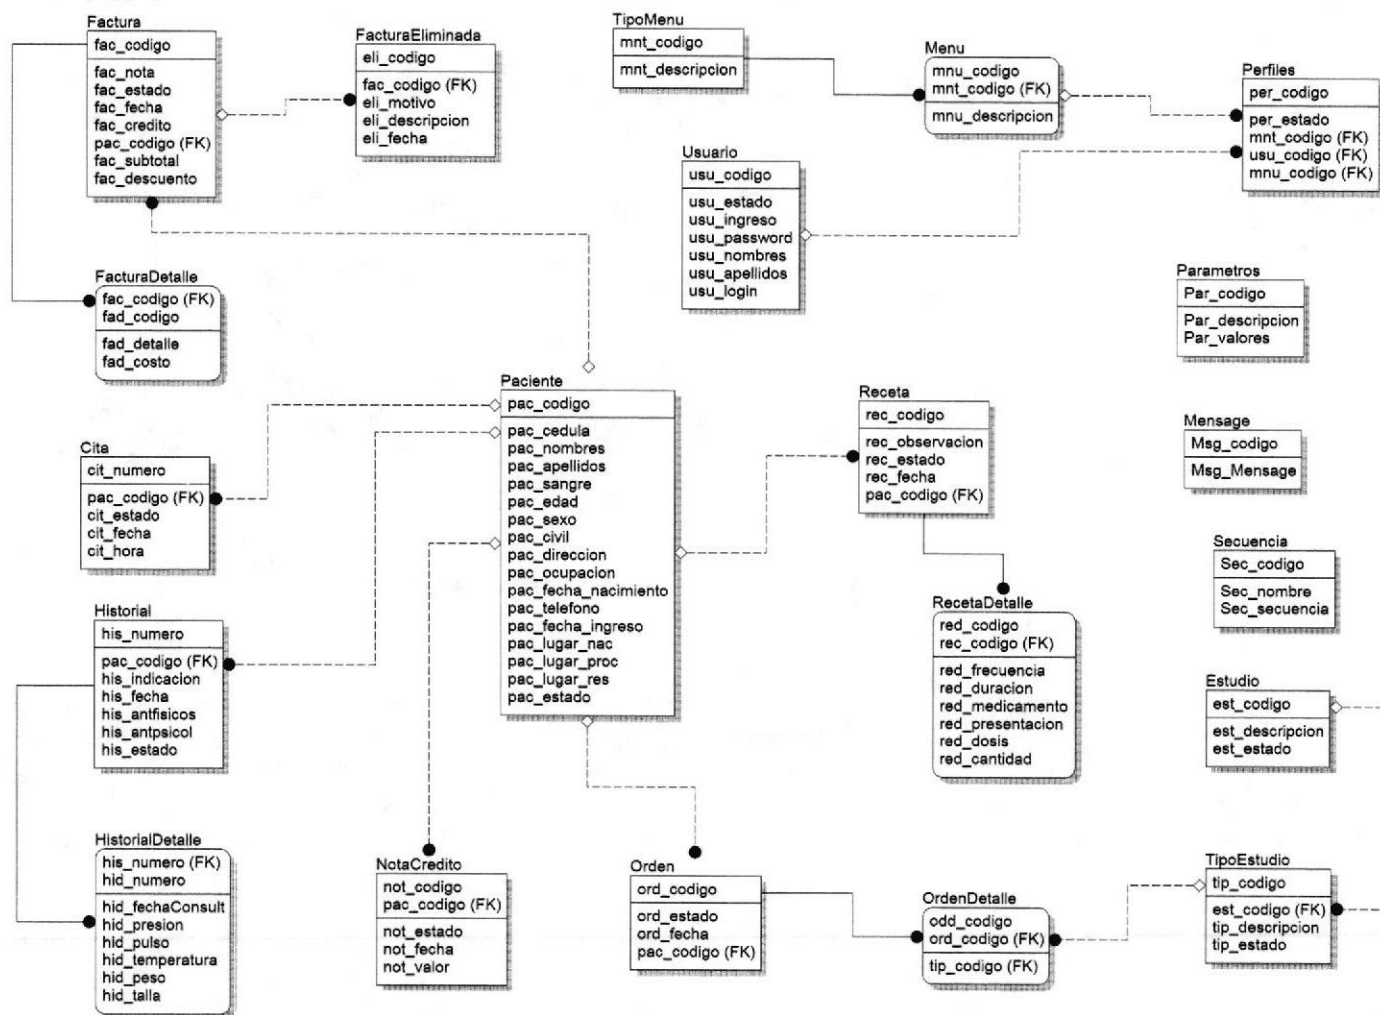 Factura
fac_codigo
fac_nota
fac_estado
fac_fecha
fac_credito
pac_codigo (FK)
fac_subtotal
fac_descuento
FacturaEliminada
eli_codigo
fac_codigo (FK)
eli_motivo
eli_descripcion
eli_fecha
TipoMenu
mnt_codigo
mnt_descripcion
Menu
mnu_codigo
mnt_codigo (FK)
mnu_descripcion
Perfiles
per_codigo
per_estado
mnt_codigo (FK)
usu_codigo (FK)
mnu_codigo (FK)
Usuario
usu_codigo
usu_estado
usu_ingreso
usu_password
usu_nombres
usu_apellidos
usu_login
FacturaDetalle
fac_codigo (FK)
fad_codigo
fad_detalle
fad_costo
Parametros
Par_codigo
Par_descripcion
Par_valores
Paciente
pac_codigo
pac_cedula
pac_nombres
pac_apellidos
pac_sangre
pac_edad
pac_sexo
pac_civil
pac_direccion
pac_ocupacion
pac_fecha_nacimiento
pac_telefono
pac_fecha_ingreso
pac_lugar_nac
pac_lugar_proc
pac_lugar_res
pac_estado
Receta
rec_codigo
rec_observacion
rec_estado
rec_fecha
pac_codigo (FK)
Mensage
Msg_codigo
Msg_Mensage
Cita
cit_numero
pac_codigo (FK)
cit_estado
cit_fecha
cit_hora
Secuencia
Sec_codigo
Sec_nombre
Sec_secuencia
Historial
his_numero
pac_codigo (FK)
his_indicacion
his_fecha
his_antfisicos
his_antpsicol
his_estado
RecetaDetalle
red_codigo
rec_codigo (FK)
red_frecuencia
red_duracion
red_medicamento
red_presentacion
red_dosis
red_cantidad
Estudio
est_codigo
est_descripcion
est_estado
HistorialDetalle
his_numero (FK)
hid_numero
hid_fechaConsult
hid_presion
hid_pulso
hid_temperatura
hid_peso
hid_talla
NotaCredito
not_codigo
pac_codigo (FK)
not_estado
not_fecha
not_valor
Orden
ord_codigo
ord_estado
ord_fecha
pac_codigo (FK)
OrdenDetalle
odd_codigo
ord_codigo (FK)
tip_codigo (FK)
TipoEstudio
tip_codigo
est_codigo (FK)
tip_descripcion
tip_estado